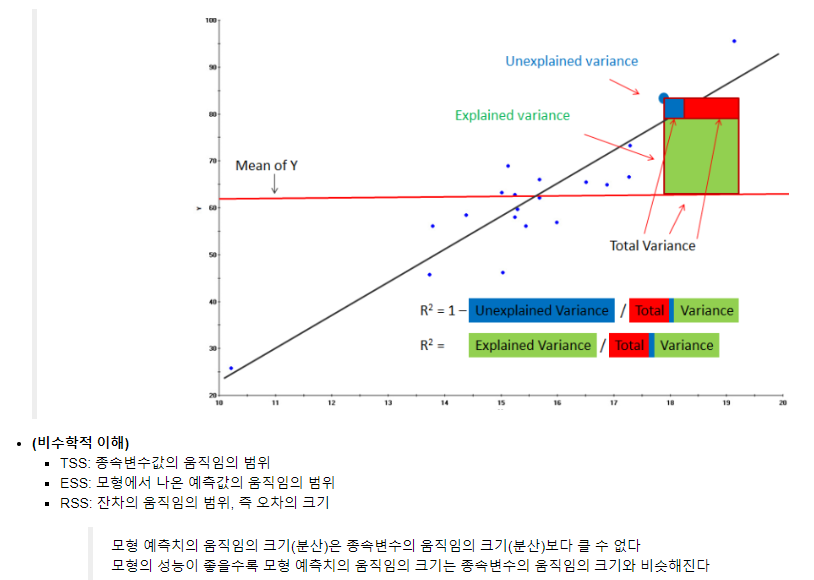 100
90
Unexplained variance
80
Explained variance
70
Mean of Y
Y
60
Total Variance
50
40
R² = 1 – Unexplained Variance / Total Variance
R² = Explained Variance / Total Variance
30
20
10 11 12 13 14 15 16 17 18 19 20
• (비수학적 이해)
▪ TSS: 종속변수값의 움직임의 범위
▪ ESS: 모형에서 나온 예측값의 움직임의 범위
▪ RSS: 잔차의 움직임의 범위, 즉 오차의 크기
모형 예측치의 움직임의 크기(분산)은 종속변수의 움직임의 크기(분산)보다 클 수 없다
모형의 성능이 좋을수록 모형 예측치의 움직임의 크기는 종속변수의 움직임의 크기와 비슷해진다